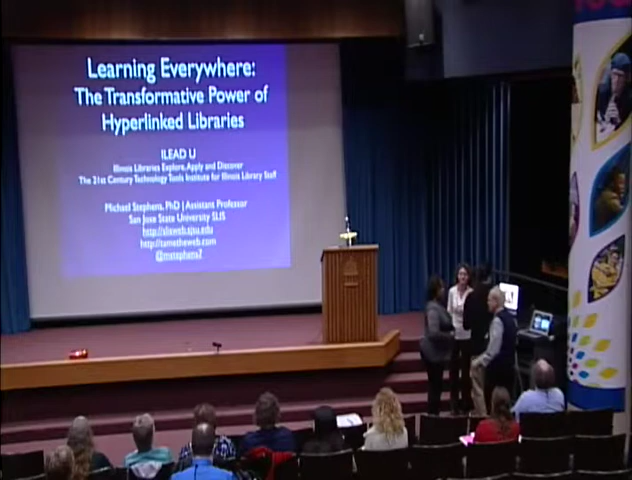 Learning Everywhere:
The Transformative Power of
Hyperlinked Libraries
ILEAD U
Illinois Libraries Explore, Apply and Discover
The 21st Century Technology Tools Institute for Illinois Library Staff
Michael Stephens, PhD | Assistant Professor
San Jose State University SLIS
http://slisweb.sjsu.edu
http://tametheweb.com
@mstephens7